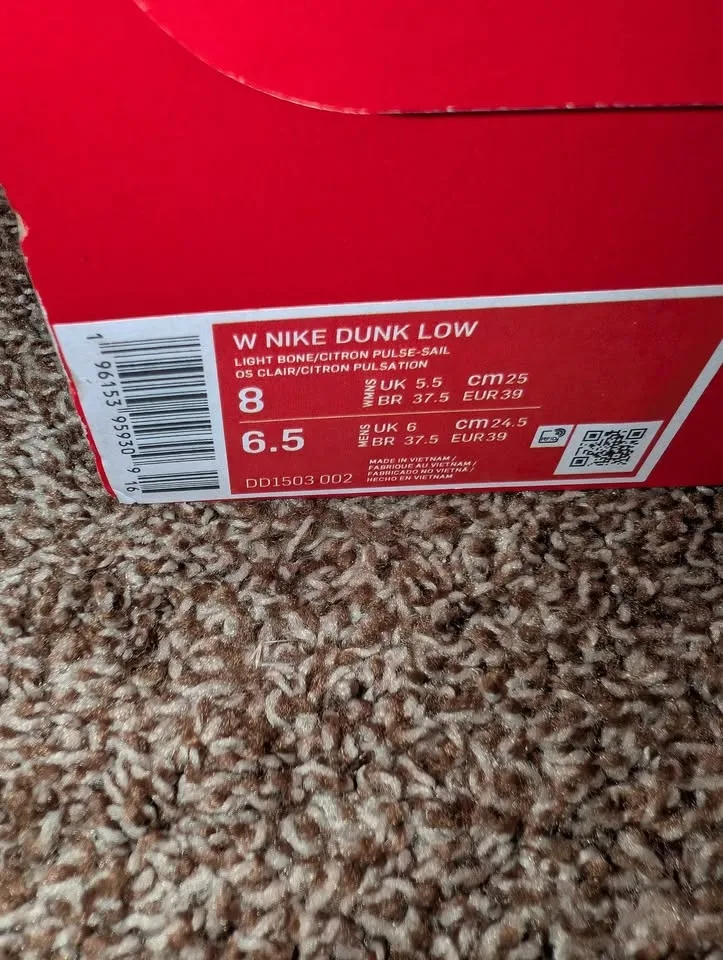 W NIKE DUNK LOW
LIGHT BONE/CITRON PULSE-SAIL
OS CLAIR/CITRON PULSATION
8 WMNS UK 5.5 cm 25
BR 37.5 EUR 39
6.5 MENS UK 6 cm 24.5
BR 37.5 EUR 39
MADE IN VIETNAM /
FABRIQUE AU VIETNAM /
FABRICADO NO VIETNÃ /
HECHO EN VIETNAM
DD1503 002
1 96153 95930 9 16